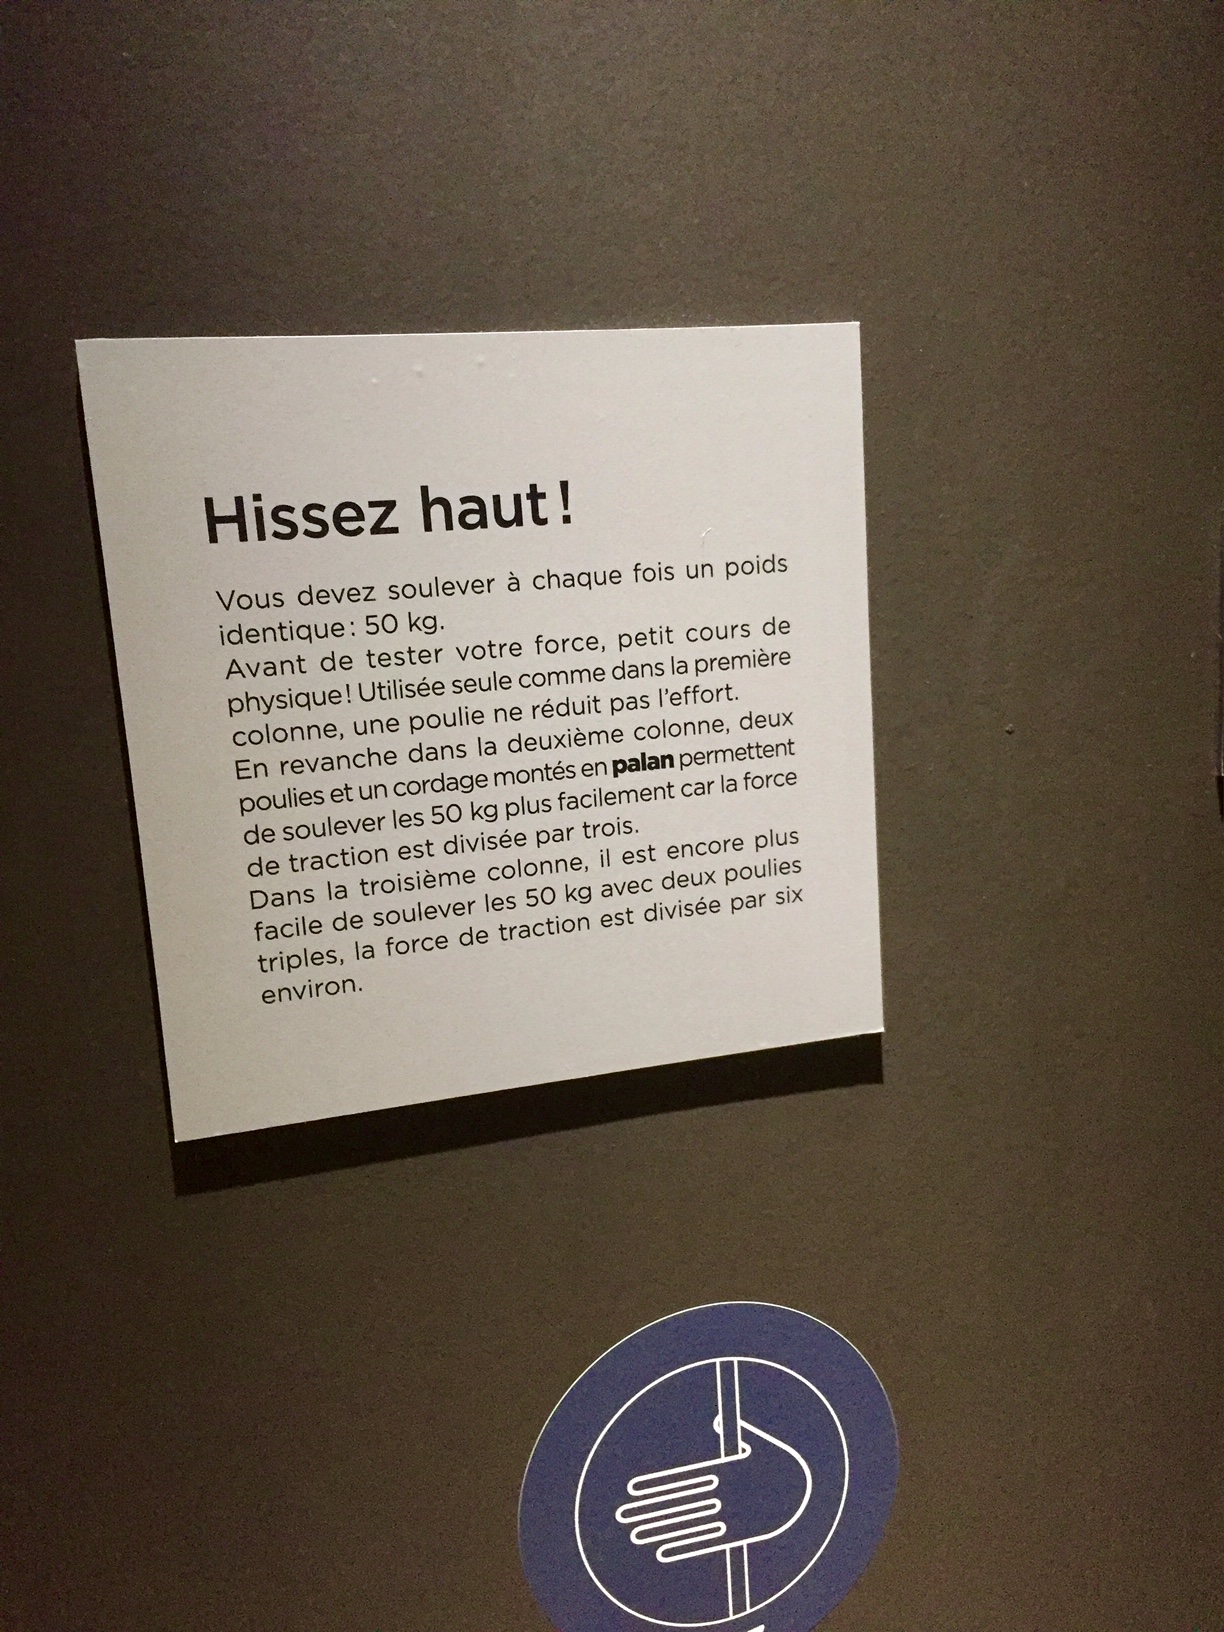 Hissez haut !
Vous devez soulever à chaque fois un poids
identique : 50 kg.
Avant de tester votre force, petit cours de
physique ! Utilisée seule comme dans la première
colonne, une poulie ne réduit pas l'effort.
En revanche dans la deuxième colonne, deux
poulies et un cordage montés en palan permettent
de soulever les 50 kg plus facilement car la force
de traction est divisée par trois.
Dans la troisième colonne, il est encore plus
facile de soulever les 50 kg avec deux poulies
triples, la force de traction est divisée par six
environ.